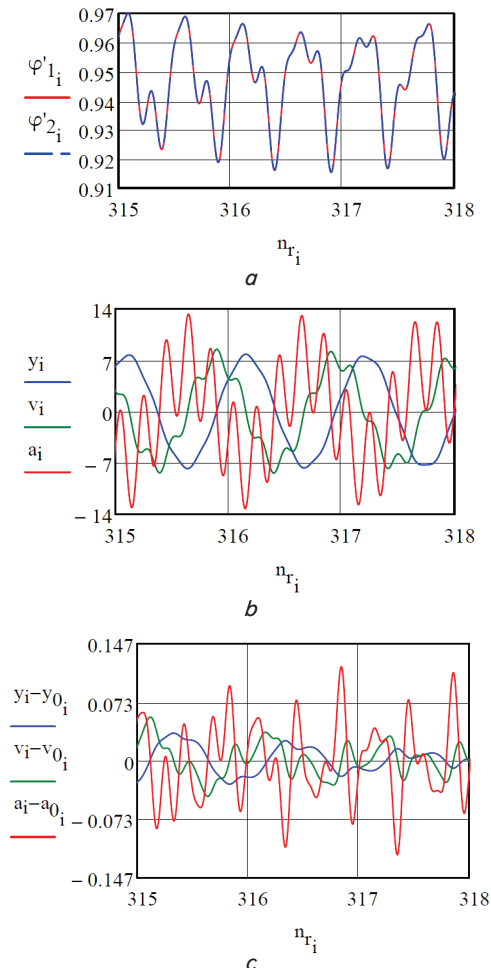 0.97
0.97
0.95
0.94
0.93
0.92
0.91
φ'1i
φ'2i
315 316 317 318
nri
a
14
7
0
−7
−14
yi
vi
ai
315 316 317 318
nri
b
0.147
0.073
0
−0.073
−0.147
yi−y0i
vi−v0i
ai−a0i
315 316 317 318
nri
c